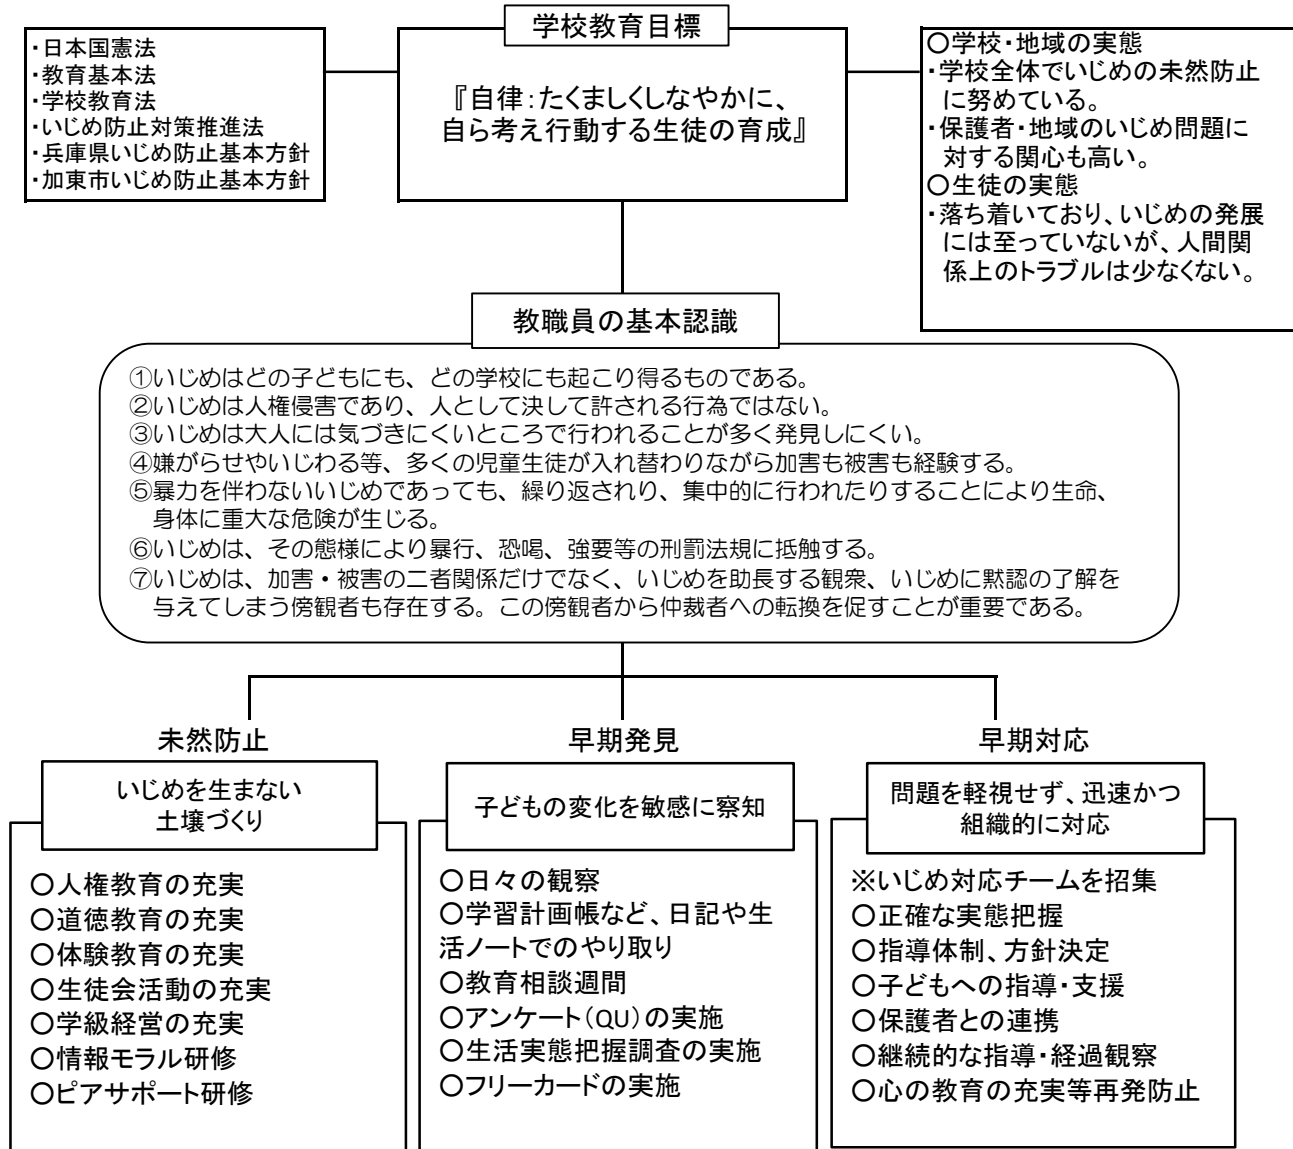 学校教育目標
・日本国憲法
・教育基本法
・学校教育法
・いじめ防止対策推進法
・兵庫県いじめ防止基本方針
・加東市いじめ防止基本方針
『自律：たくましくしなやかに、
自ら考え行動する生徒の育成』
○学校・地域の実態
・学校全体でいじめの未然防止
に努めている。
・保護者・地域のいじめ問題に
対する関心も高い。
○生徒の実態
・落ち着いており、いじめの発展
には至っていないが、人間関
係上のトラブルは少なくない。
教職員の基本認識
①いじめはどの子どもにも、どの学校にも起こり得るものである。
②いじめは人権侵害であり、人として決して許される行為ではない。
③いじめは大人には気づきにくいところで行われることが多く発見しにくい。
④嫌がらせやいじわる等、多くの児童生徒が入れ替わりながら加害も被害も経験する。
⑤暴力を伴わないいじめであっても、繰り返されり、集中的に行われたりすることにより生命、
身体に重大な危険が生じる。
⑥いじめは、その態様により暴行、恐喝、強要等の刑罰法規に抵触する。
⑦いじめは、加害・被害の二者関係だけでなく、いじめを助長する観衆、いじめに黙認の了解を
与えてしまう傍観者も存在する。この傍観者から仲裁者への転換を促すことが重要である。
未然防止
いじめを生まない
土壌づくり
○人権教育の充実
○道徳教育の充実
○体験教育の充実
○生徒会活動の充実
○学級経営の充実
○情報モラル研修
○ピアサポート研修
早期発見
子どもの変化を敏感に察知
○日々の観察
○学習計画帳など、日記や生
活ノートでのやり取り
○教育相談週間
○アンケート（QU）の実施
○生活実態把握調査の実施
○フリーカードの実施
早期対応
問題を軽視せず、迅速かつ
組織的に対応
※いじめ対応チームを招集
○正確な実態把握
○指導体制、方針決定
○子どもへの指導・支援
○保護者との連携
○継続的な指導・経過観察
○心の教育の充実等再発防止